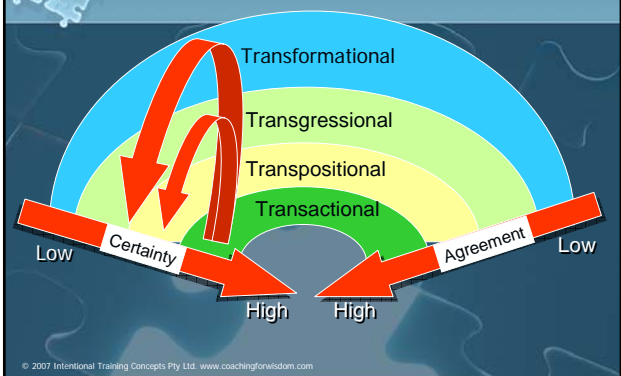 Transformational
Transgressional
Transpositional
Transactional
Low
Certainty
High
High
Agreement
Low
© 2007 Intentional Training Concepts Pty Ltd. www.coachingforwisdom.com